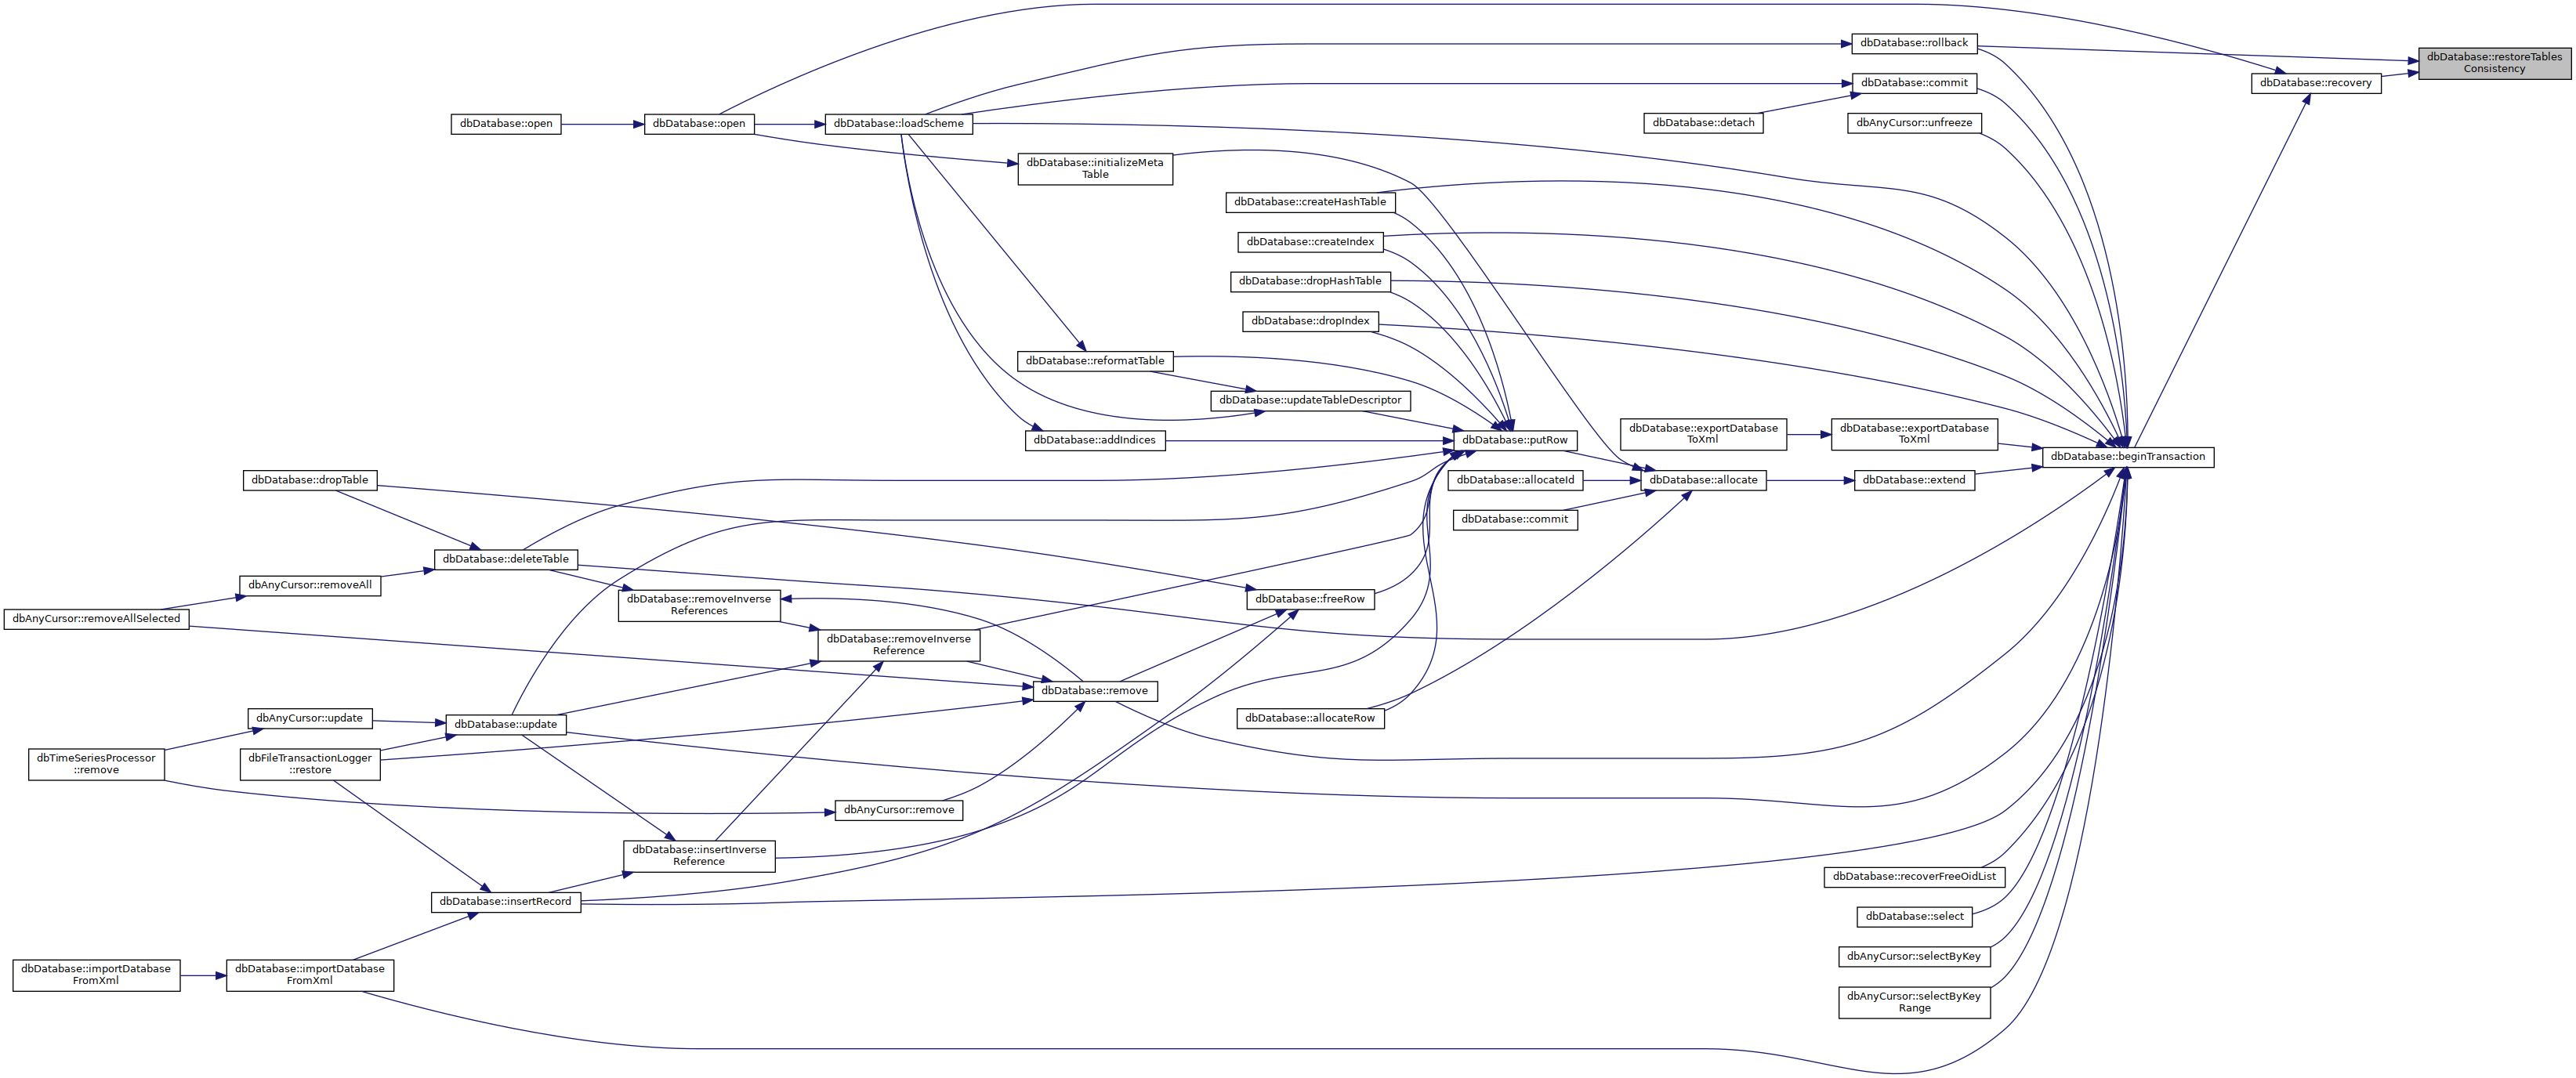 dbDatabase::rollback
dbDatabase::restoreTables
Consistency
dbDatabase::commit
dbDatabase::recovery
dbDatabase::open
dbDatabase::open
dbDatabase::loadScheme
dbDatabase::detach
dbAnyCursor::unfreeze
dbDatabase::initializeMeta
Table
dbDatabase::createHashTable
dbDatabase::createIndex
dbDatabase::dropHashTable
dbDatabase::dropIndex
dbDatabase::reformatTable
dbDatabase::updateTableDescriptor
dbDatabase::addIndices
dbDatabase::putRow
dbDatabase::exportDatabase
ToXml
dbDatabase::exportDatabase
ToXml
dbDatabase::beginTransaction
dbDatabase::dropTable
dbDatabase::allocateId
dbDatabase::allocate
dbDatabase::extend
dbDatabase::commit
dbDatabase::deleteTable
dbAnyCursor::removeAll
dbDatabase::removeInverse
References
dbDatabase::freeRow
dbAnyCursor::removeAllSelected
dbDatabase::removeInverse
Reference
dbDatabase::remove
dbAnyCursor::update
dbDatabase::update
dbDatabase::allocateRow
dbTimeSeriesProcessor
::remove
dbFileTransactionLogger
::restore
dbAnyCursor::remove
dbDatabase::insertInverse
Reference
dbDatabase::recoverFreeOidList
dbDatabase::insertRecord
dbDatabase::select
dbAnyCursor::selectByKey
dbDatabase::importDatabase
FromXml
dbDatabase::importDatabase
FromXml
dbAnyCursor::selectByKey
Range